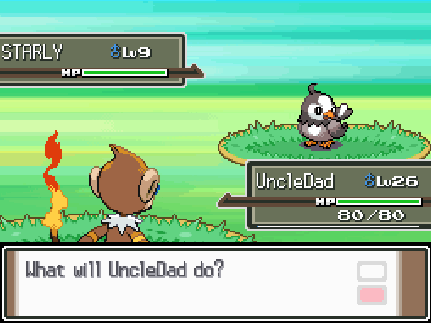 STARLY ♂Lv9
HP
UncleDad ♂Lv26
HP
80/80
What will UncleDad do?